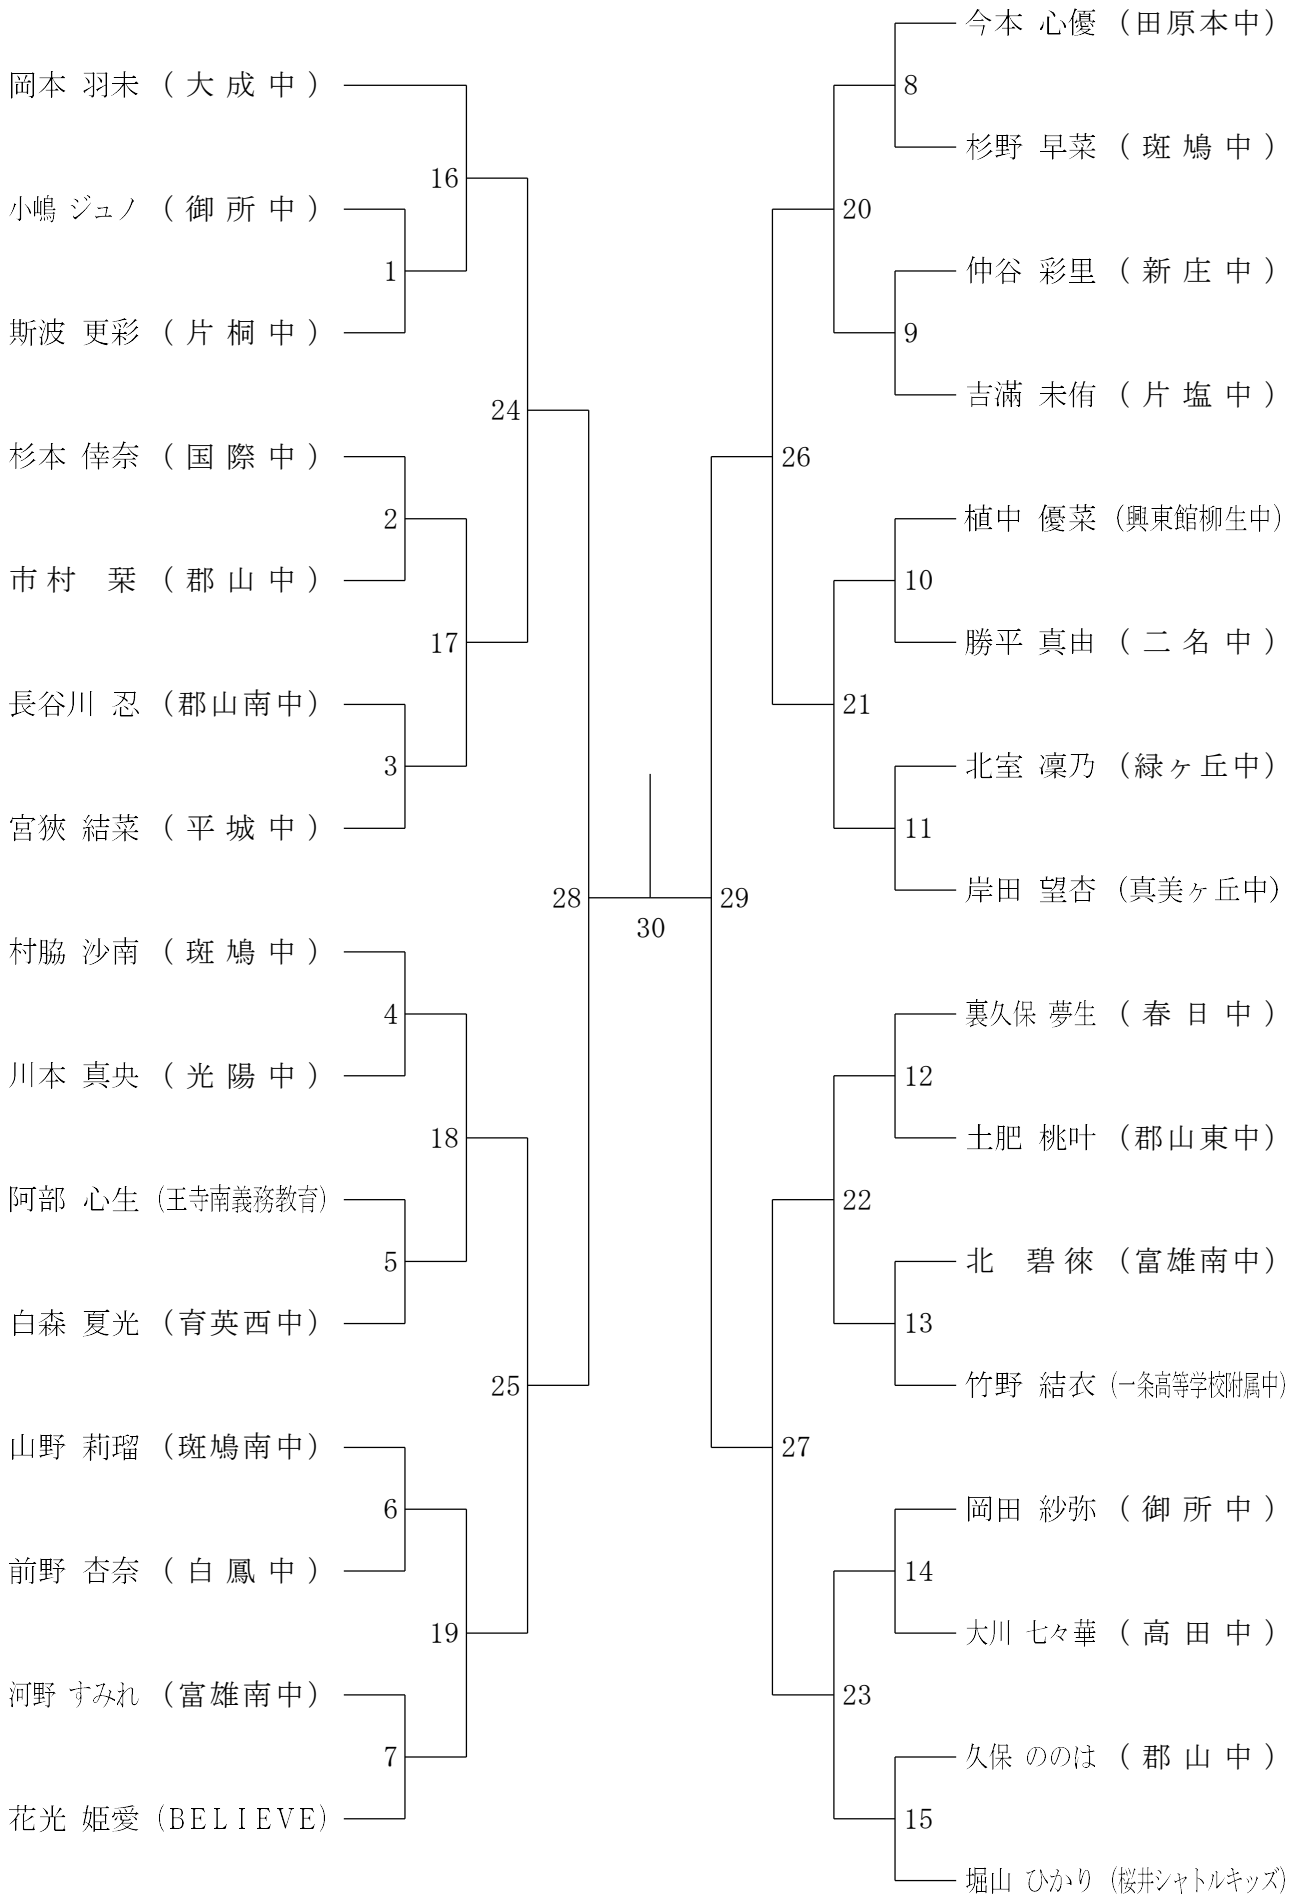 岡本 羽未 (大成中)
16
小嶋 ジュノ (御所中)
1
斯波 更彩 (片桐中)
24
杉本 倖奈 (国際中)
2
市村 栞 (郡山中)
17
長谷川 忍 (郡山南中)
3
宮狹 結菜 (平城中)
28
村脇 沙南 (斑鳩中)
4
川本 真央 (光陽中)
18
阿部 心生 (王寺南義務教育)
5
白森 夏光 (育英西中)
25
山野 莉瑠 (斑鳩南中)
6
前野 杏奈 (白鳳中)
19
河野 すみれ (富雄南中)
7
花光 姫愛 (BELIEVE)
30
今本 心優 (田原本中)
8
杉野 早菜 (斑鳩中)
20
仲谷 彩里 (新庄中)
9
吉満 未侑 (片塩中)
26
植中 優菜 (興東館柳生中)
10
勝平 真由 (二名中)
21
北室 凜乃 (緑ヶ丘中)
11
岸田 望杏 (真美ヶ丘中)
29
裏久保 夢生 (春日中)
12
土肥 桃叶 (郡山東中)
22
北 碧徠 (富雄南中)
13
竹野 結衣 (一条高等学校附属中)
27
岡田 紗弥 (御所中)
14
大川 七々華 (高田中)
23
久保 ののは (郡山中)
15
堀山 ひかり (桜井シャトルキッズ)